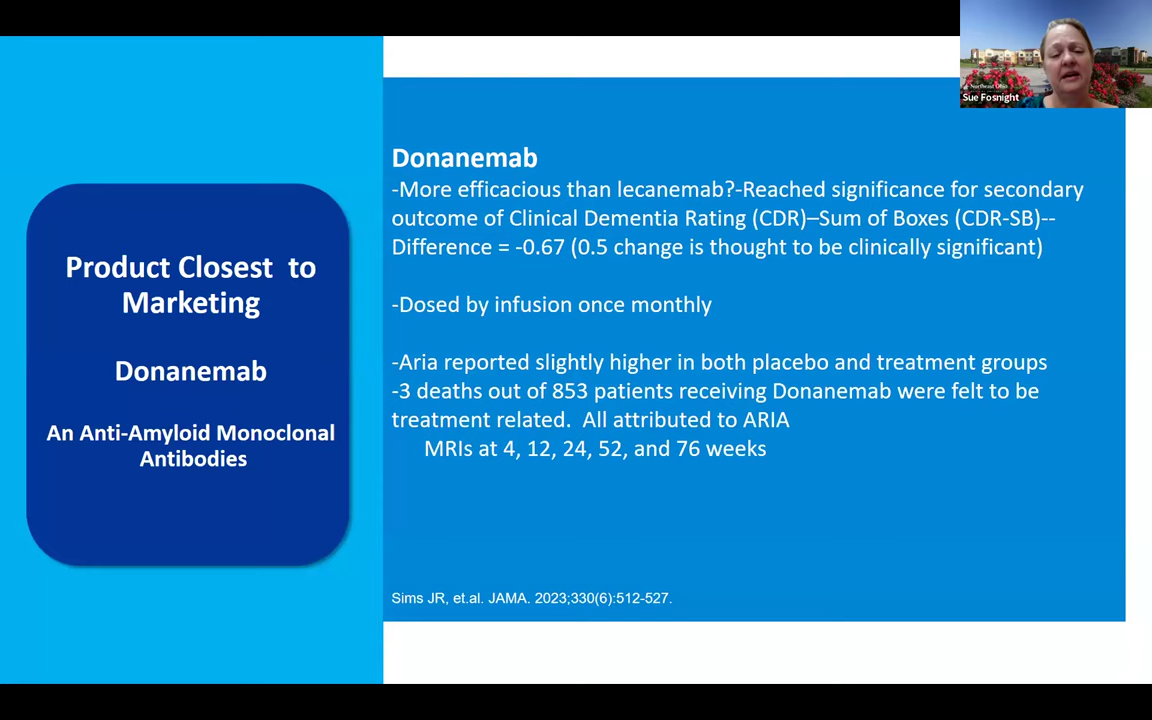 Northeast Ohio
Sue Fosnight
Donanemab
-More efficacious than lecanemab?-Reached significance for secondary
outcome of Clinical Dementia Rating (CDR)–Sum of Boxes (CDR-SB)--
Difference = -0.67 (0.5 change is thought to be clinically significant)
-Dosed by infusion once monthly
-Aria reported slightly higher in both placebo and treatment groups
-3 deaths out of 853 patients receiving Donanemab were felt to be
treatment related.  All attributed to ARIA
MRIs at 4, 12, 24, 52, and 76 weeks
Sims JR, et.al. JAMA. 2023;330(6):512-527.
Product Closest  to
Marketing
Donanemab
An Anti-Amyloid Monoclonal
Antibodies